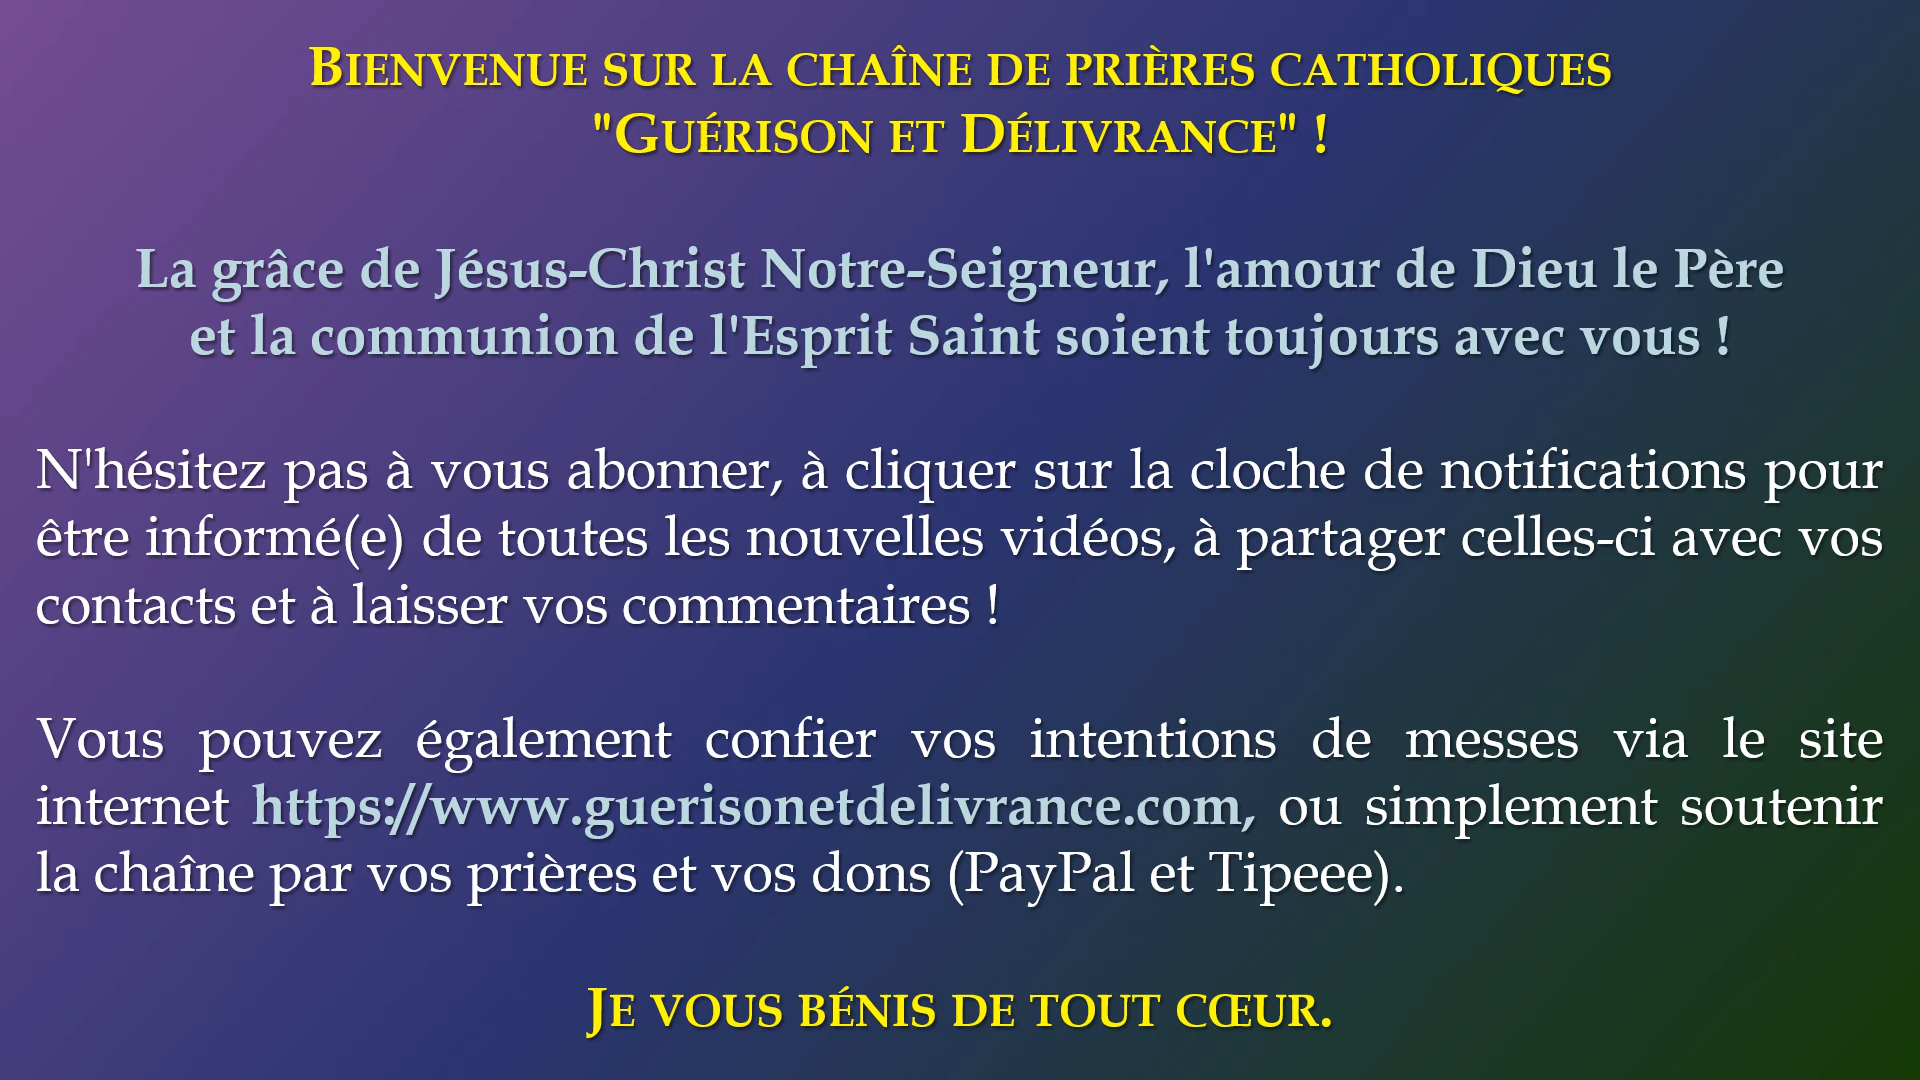 Bienvenue sur la chaîne de prières catholiques
"Guérison et Délivrance" !
La grâce de Jésus-Christ Notre-Seigneur, l'amour de Dieu le Père
et la communion de l'Esprit Saint soient toujours avec vous !
N'hésitez pas à vous abonner, à cliquer sur la cloche de notifications pour
être informé(e) de toutes les nouvelles vidéos, à partager celles-ci avec vos
contacts et à laisser vos commentaires !
Vous pouvez également confier vos intentions de messes via le site
internet https://www.guerisonetdelivrance.com, ou simplement soutenir
la chaîne par vos prières et vos dons (PayPal et Tipeee).
Je vous bénis de tout cœur.